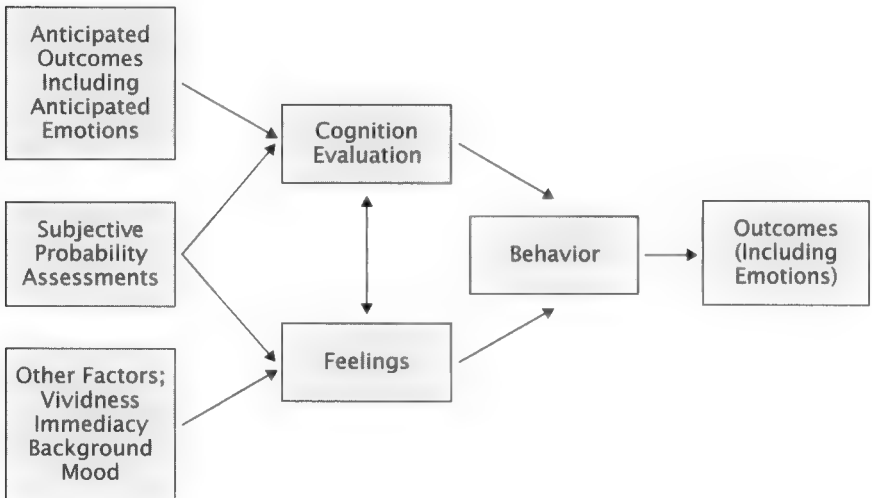 Anticipated
Outcomes
Including
Anticipated
Emotions
Subjective
Probability
Assessments
Other Factors;
Vividness
Immediacy
Background
Mood
Cognition
Evaluation
Feelings
Behavior
Outcomes
(Including
Emotions)